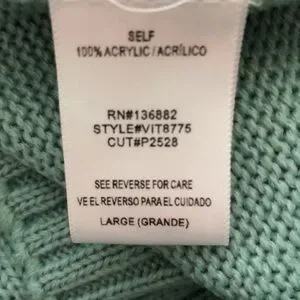 SELF
100% ACRYLIC/ACRÍLICO
RN#136882
STYLE#VIT8775
CUT#P2528
SEE REVERSE FOR CARE
VE EL REVERSO PARA EL CUIDADO
LARGE (GRANDE)